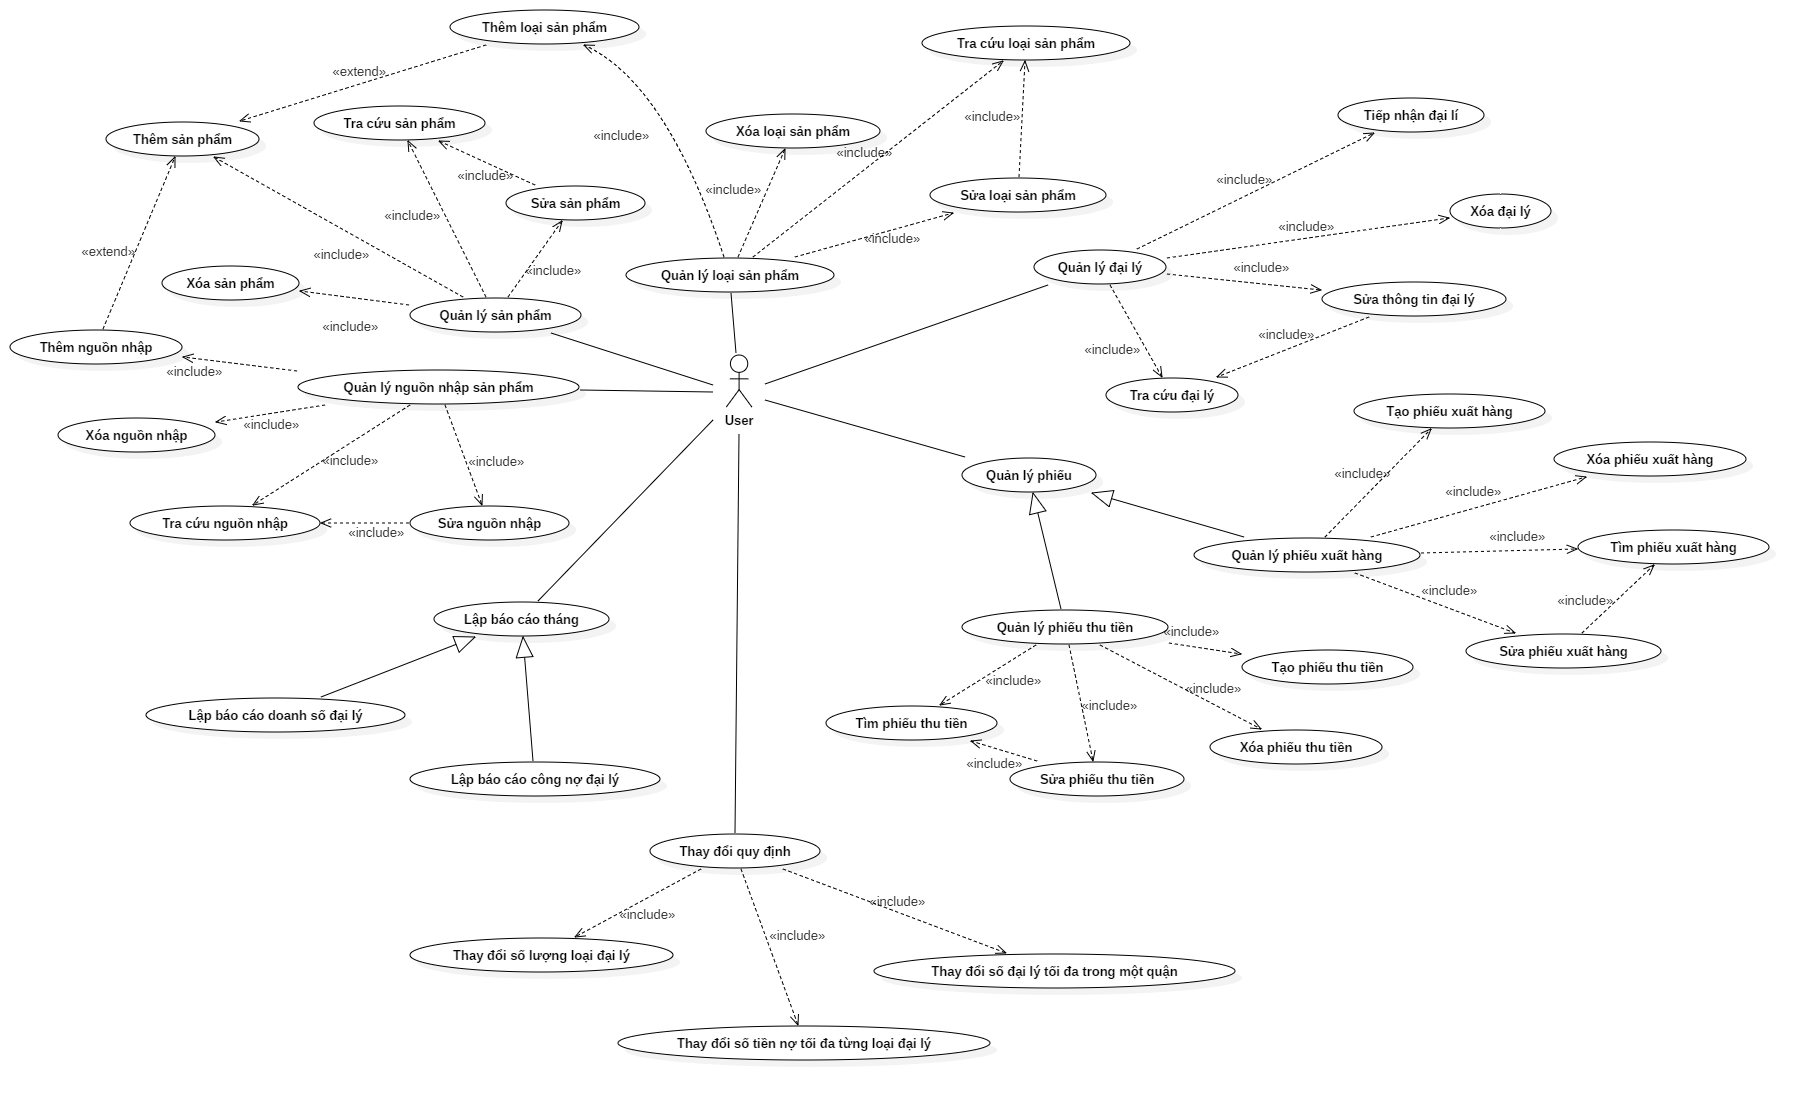 Thêm loại sản phẩm
Tra cứu loại sản phẩm
«extend»
Tra cứu sản phẩm
Xóa loại sản phẩm
«include»
Tiếp nhận đại lí
Thêm sản phẩm
«include»
«include»
«include»
Sửa sản phẩm
«include»
Sửa loại sản phẩm
«include»
Xóa đại lý
«include»
«include»
«include»
«extend»
«include»
«include»
Quản lý loại sản phẩm
Quản lý đại lý
«include»
Xóa sản phẩm
Sửa thông tin đại lý
Quản lý sản phẩm
«include»
«include»
Thêm nguồn nhập
«include»
«include»
Quản lý nguồn nhập sản phẩm
Tra cứu đại lý
User
Tạo phiếu xuất hàng
«include»
Xóa nguồn nhập
«include»
«include»
Xóa phiếu xuất hàng
Quản lý phiếu
«include»
«include»
Tra cứu nguồn nhập
«include»
Sửa nguồn nhập
«include»
Tìm phiếu xuất hàng
Quản lý phiếu xuất hàng
«include»
«include»
Lập báo cáo tháng
Quản lý phiếu thu tiền
«include»
Sửa phiếu xuất hàng
Tạo phiếu thu tiền
«include»
«include»
«include»
Lập báo cáo doanh số đại lý
Tìm phiếu thu tiền
Xóa phiếu thu tiền
«include»
Lập báo cáo công nợ đại lý
Sửa phiếu thu tiền
Thay đổi quy định
«include»
«include»
«include»
Thay đổi số lượng loại đại lý
Thay đổi số đại lý tối đa trong một quận
Thay đổi số tiền nợ tối đa từng loại đại lý